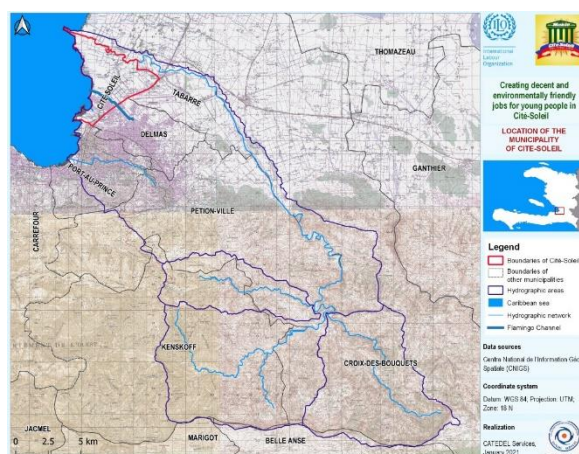 THOMAZEAU
CITE-SOLEIL
TABARRE
DELMAS
GANTHIER
PORT-AU-PRINCE
CARREFOUR
PETION-VILLE
KENSKOFF
CROIX-DES-BOUQUETS
JACMEL
MARIGOT
BELLE ANSE
0 2.5 5 km
International
Labour
Organization
Creating decent and
environmentally friendly
jobs for young people in
Cité-Soleil
LOCATION OF THE
MUNICIPALITY
OF CITE-SOLEIL
Legend
Boundaries of Cité-Soleil
Boundaries of
other municipalities
Hydrographic areas
Caribbean sea
Hydrographic network
Flamingo Channel
Data sources
Centre National de l'Information Géo
Spatiale (CNIGS)
Coordinate system
Datum: WGS 84, Projection: UTM;
Zone: 18 N
Realization
CATEDEL Services,
January 2021